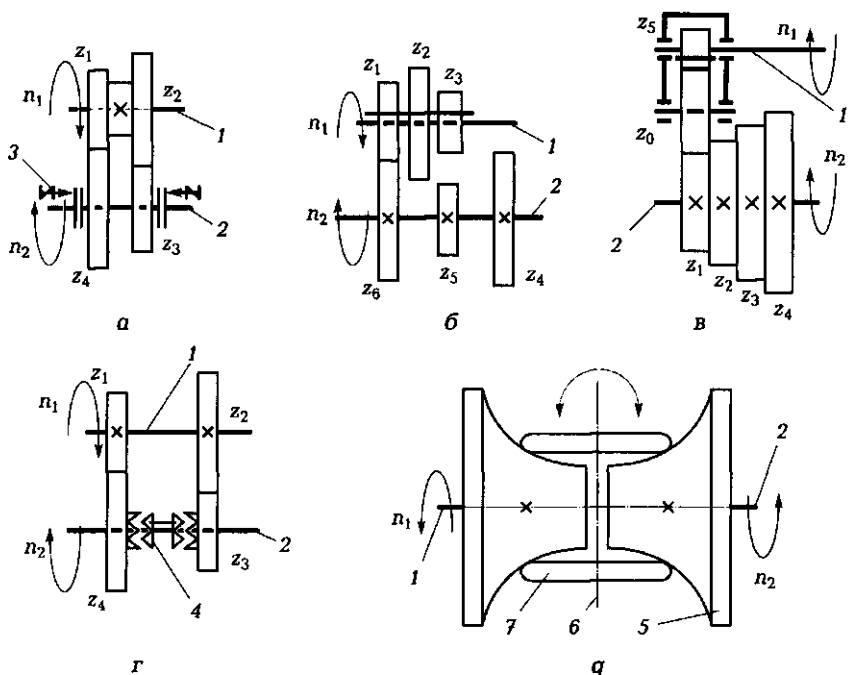 z₁
z₂
n₁
1
3
n₂
2
z₃
z₄
а
z₁
z₂
z₃
n₁
1
2
n₂
z₆
z₅
z₄
б
z₅
n₁
1
z₀
n₂
2
z₁
z₂
z₃
z₄
в
z₁
1
n₁
z₂
n₂
2
z₃
z₄
4
г
2
n₁
1
n₂
7
6
5
д